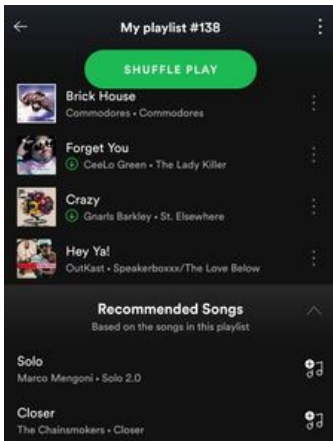 My playlist #138
SHUFFLE PLAY
Brick House
Commodores • Commodores
Forget You
CeeLo Green • The Lady Killer
Crazy
Gnarls Barkley • St. Elsewhere
Hey Ya!
OutKast • Speakerboxxx/The Love Below
Recommended Songs
Based on the songs in this playlist
Solo
Marco Mengoni • Solo 2.0
Closer
The Chainsmokers • Closer